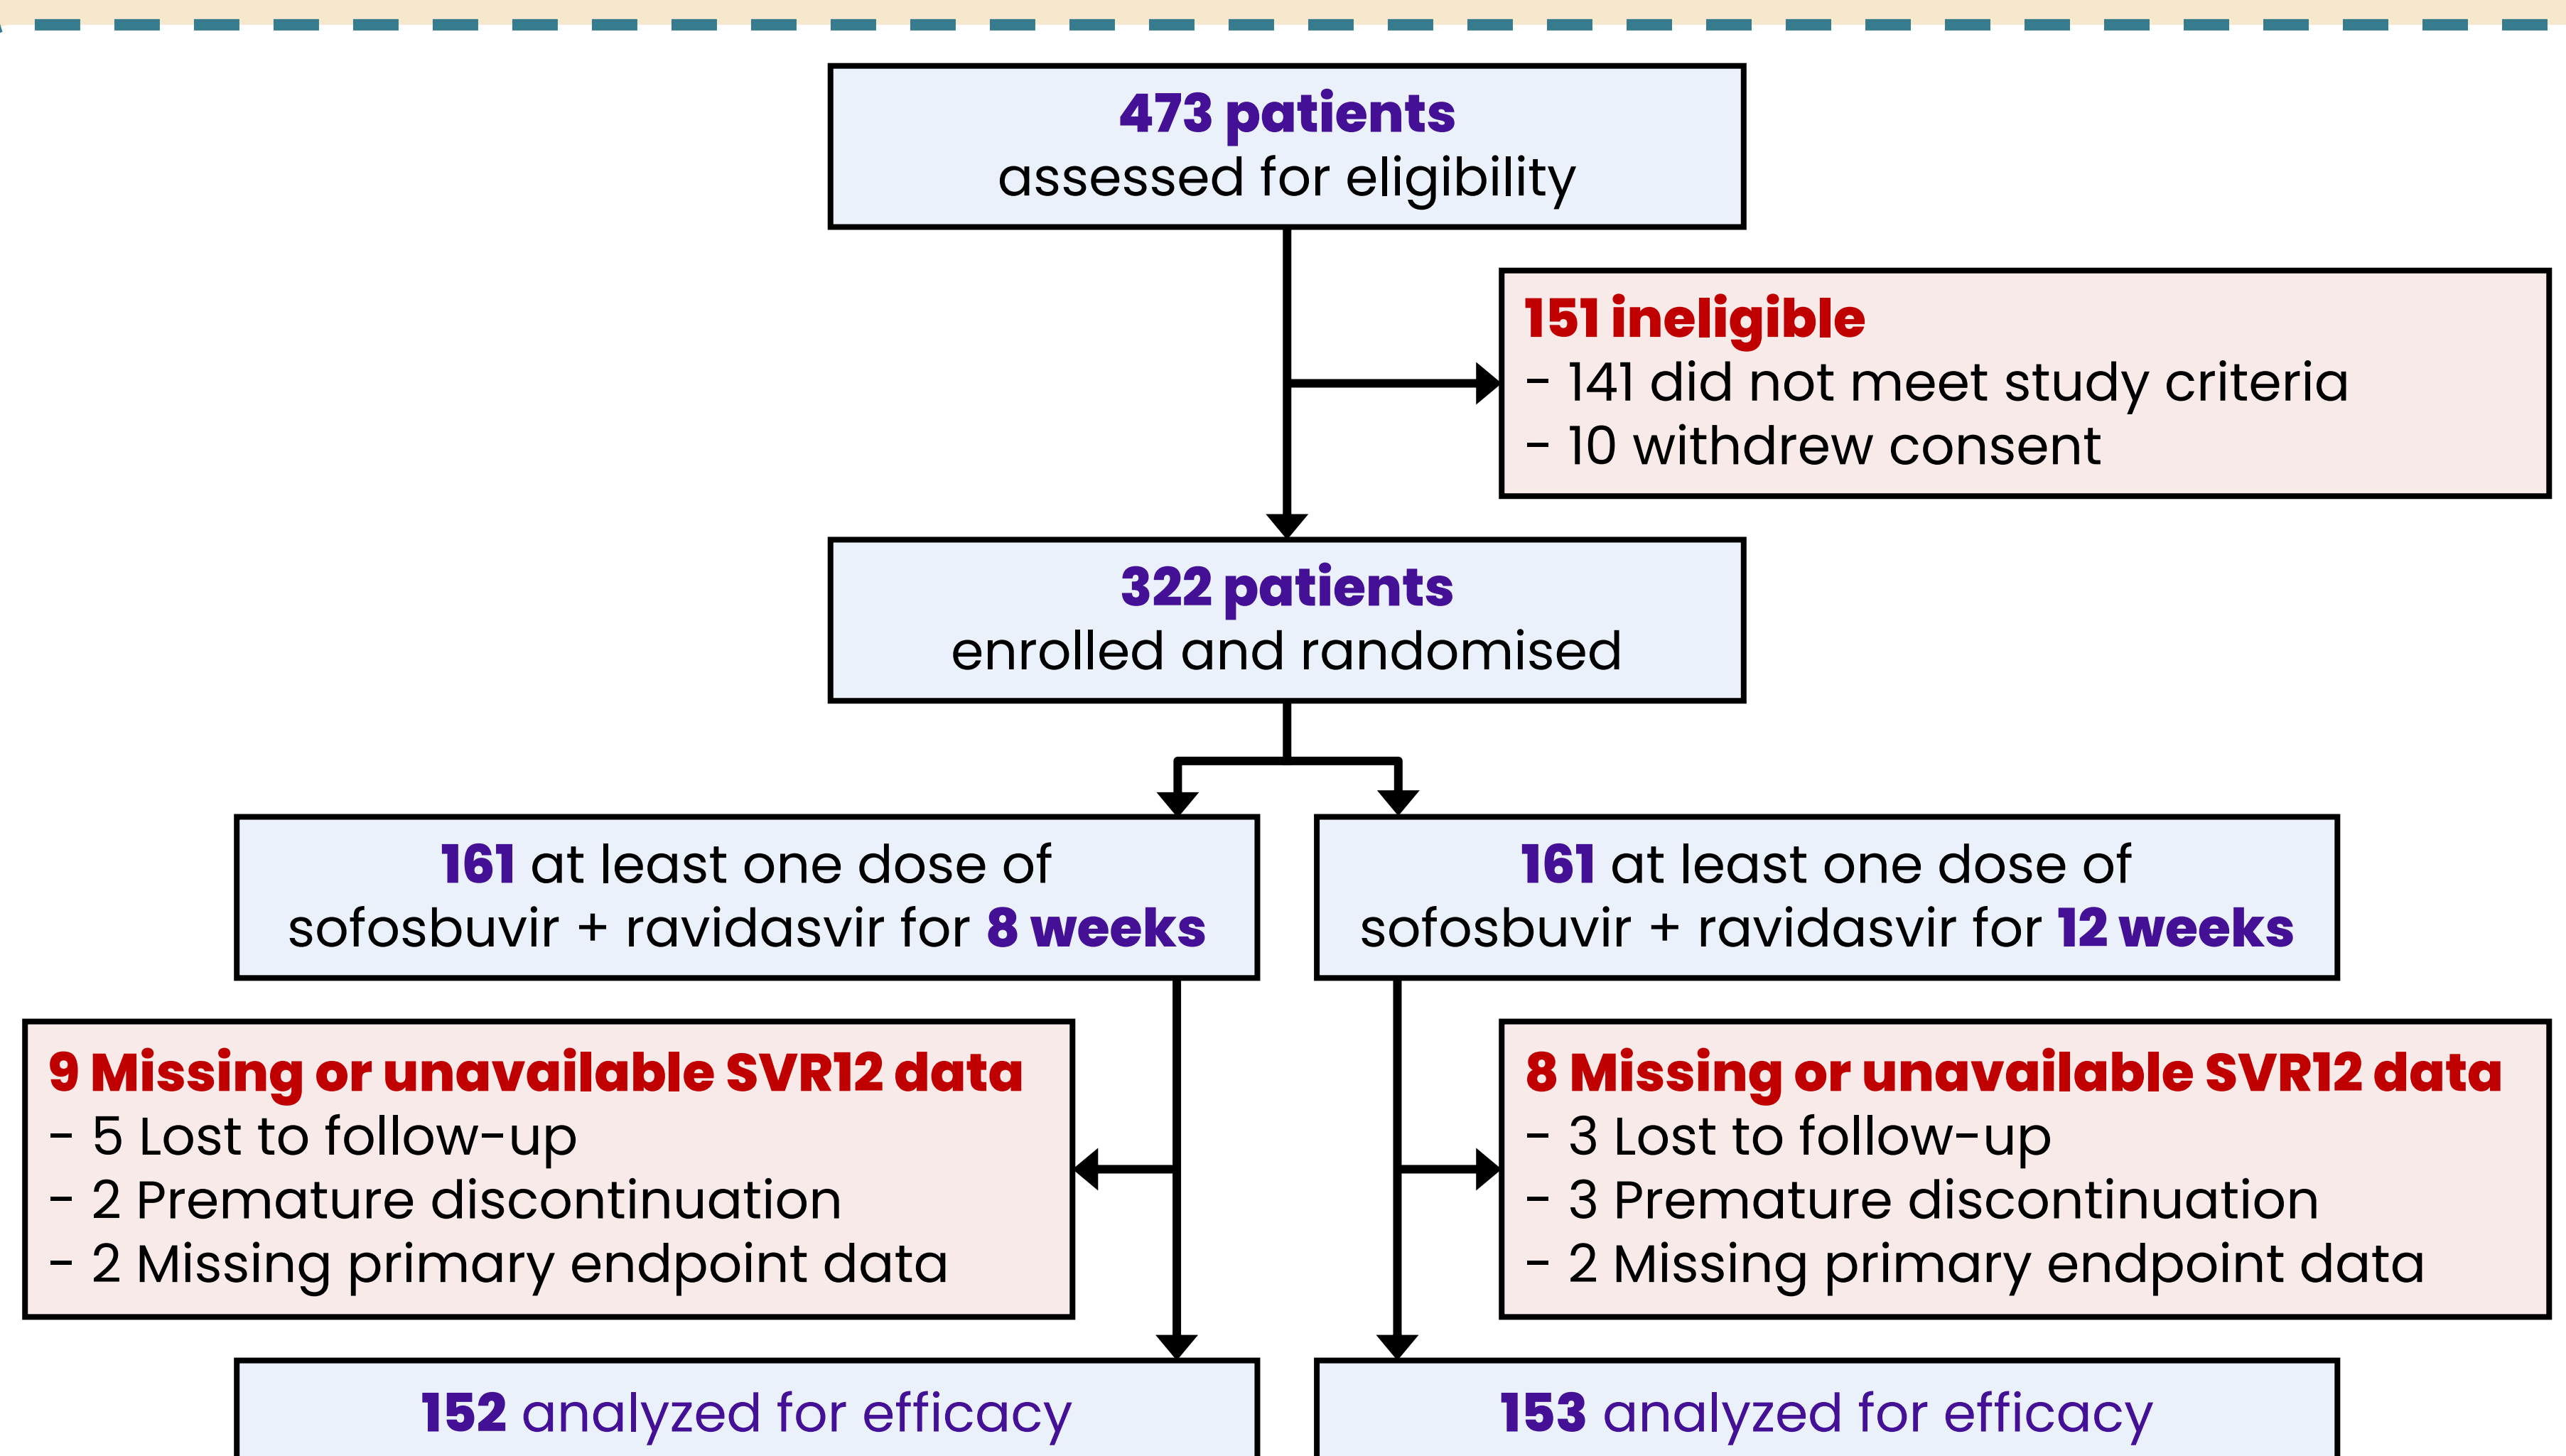 473 patients
assessed for eligibility
151 ineligible
- 141 did not meet study criteria
- 10 withdrew consent
322 patients
enrolled and randomised
161 at least one dose of
sofosbuvir + ravidasvir for 8 weeks
161 at least one dose of
sofosbuvir + ravidasvir for 12 weeks
9 Missing or unavailable SVR12 data
- 5 Lost to follow-up
- 2 Premature discontinuation
- 2 Missing primary endpoint data
8 Missing or unavailable SVR12 data
- 3 Lost to follow-up
- 3 Premature discontinuation
- 2 Missing primary endpoint data
152 analyzed for efficacy
153 analyzed for efficacy